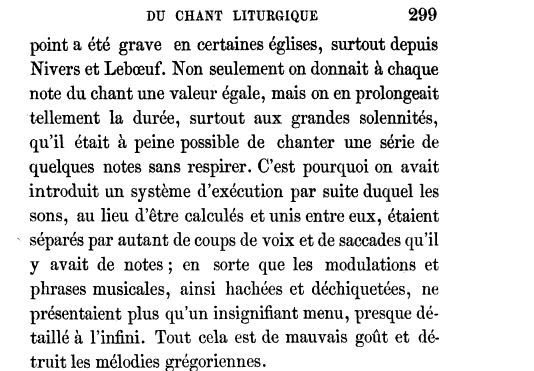 DU CHANT LITURGIQUE 299
point a été grave en certaines églises, surtout depuis
Nivers et Lebœuf. Non seulement on donnait à chaque
note du chant une valeur égale, mais on en prolongeait
tellement la durée, surtout aux grandes solennités,
qu'il était à peine possible de chanter une série de
quelques notes sans respirer. C'est pourquoi on avait
introduit un système d'exécution par suite duquel les
sons, au lieu d'être calculés et unis entre eux, étaient
séparés par autant de coups de voix et de saccades qu'il
y avait de notes ; en sorte que les modulations et
phrases musicales, ainsi hachées et déchiquetées, ne
présentaient plus qu'un insignifiant menu, presque dé-
taillé à l'infini. Tout cela est de mauvais goût et dé-
truit les mélodies grégoriennes.